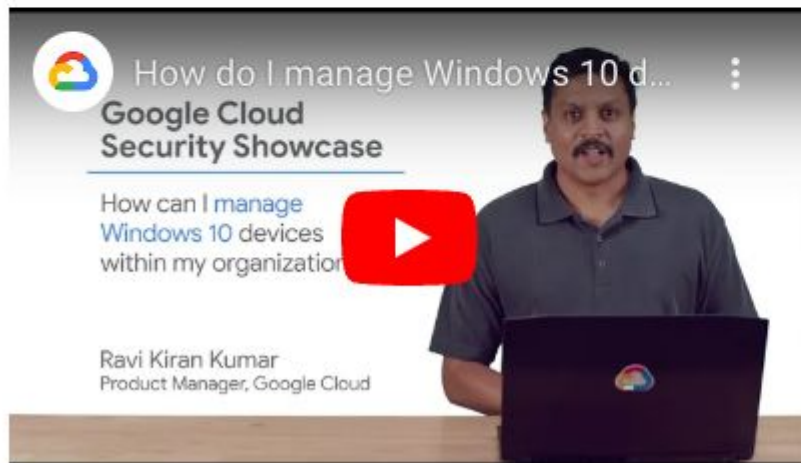 How do I manage Windows 10 d...
Google Cloud
Security Showcase
How can I manage
Windows 10 devices
within my organization
Ravi Kiran Kumar
Product Manager, Google Cloud